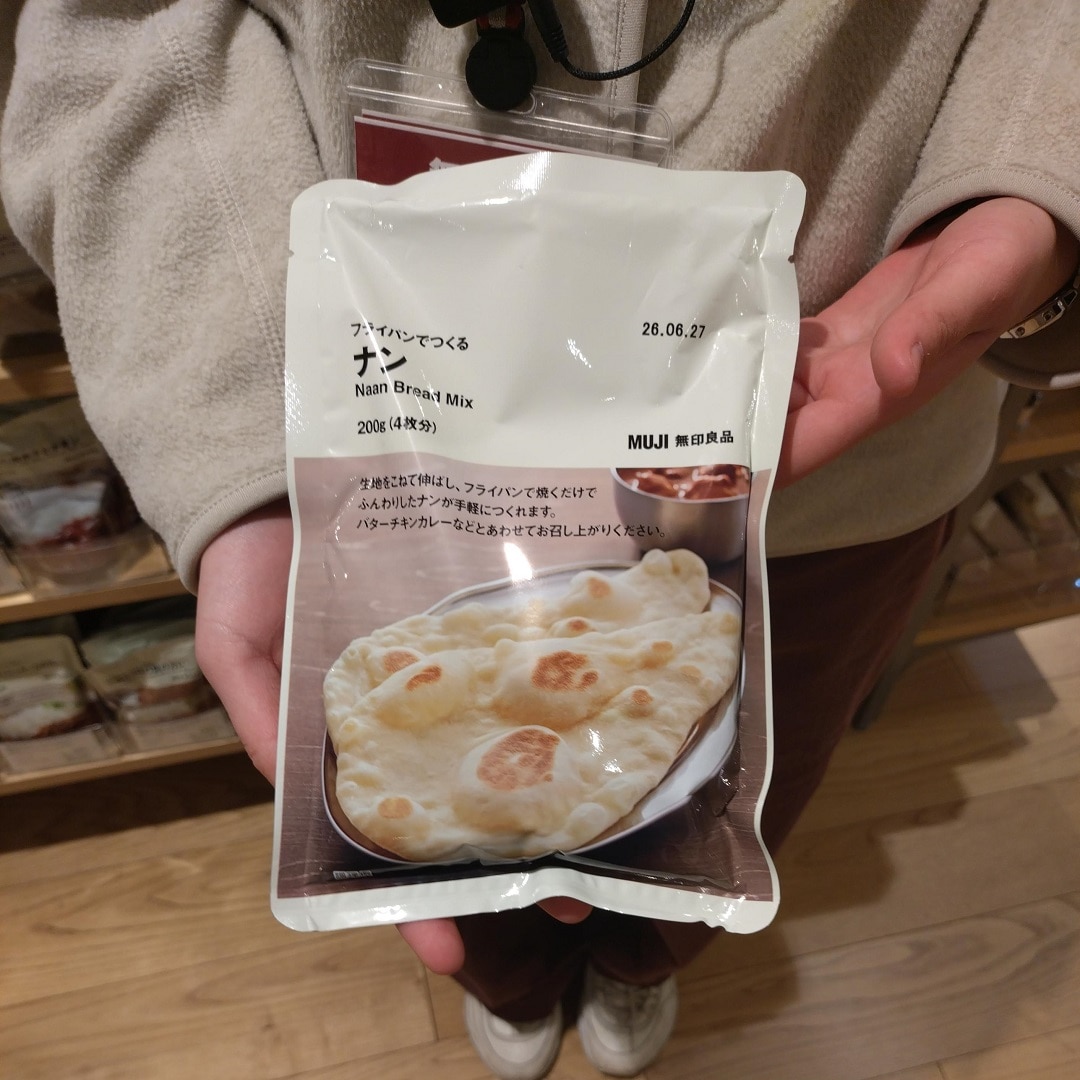 フライパンでつくる
ナン
Naan Bread Mix
200g(4枚分)
26.06.27
MUJI 無印良品
生地をこねて伸ばし、フライパンで焼くだけで
ふんわりしたナンが手軽につくれます。
バターチキンカレーなどとあわせてお召し上がりください。